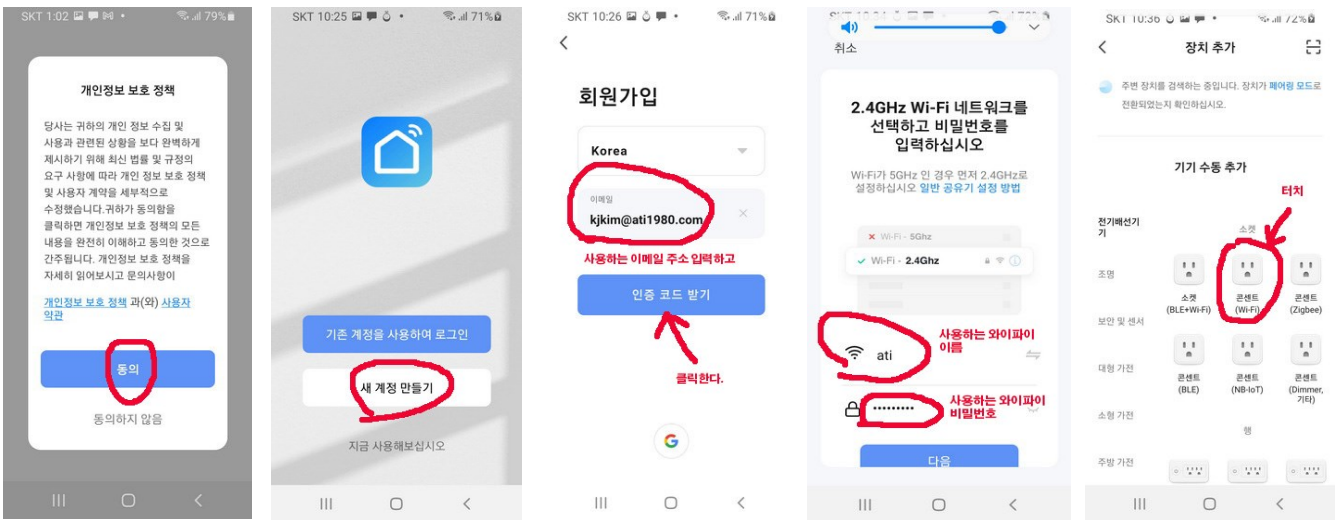 SKT 1:02
79%
개인정보 보호 정책
당사는 귀하의 개인 정보 수집 및
사용과 관련된 상황을 보다 완벽하게
제시하기 위해 최신 법률 및 규정의
요구 사항에 따라 개인 정보 보호 정책
및 사용자 계약을 세부적으로
수정했습니다.귀하가 동의함을
클릭하면 개인정보 보호 정책의 모든
내용을 완전히 이해하고 동의한 것으로
간주됩니다. 개인정보 보호 정책을
자세히 읽어보시고 문의사항이
개인정보 보호 정책 과(와) 사용자
약관
동의
동의하지 않음
SKT 10:25
71%
기존 계정을 사용하여 로그인
새 계정 만들기
지금 사용해보십시오
SKT 10:26
71%
회원가입
Korea
이메일
kjkim@ati1980.com
사용하는 이메일 주소 입력하고
인증 코드 받기
클릭한다.
G
취소
2.4GHz Wi-Fi 네트워크를
선택하고 비밀번호를
입력하십시오
Wi-Fi가 5GHz 인 경우 먼저 2.4GHz로
설정하십시오 일반 공유기 설정 방법
Wi-Fi - 5Ghz
Wi-Fi - 2.4Ghz
사용하는 와이파이
이름
ati
사용하는 와이파이
비밀번호
다음
SKT 10:36
72%
장치 추가
주변 장치를 검색하는 중입니다. 장치가 페어링 모드로
전환되었는지 확인하십시오.
기기 수동 추가
터치
전기배선기
기
소켓
조명
소켓
(BLE+Wi-Fi)
콘센트
(Wi-Fi)
콘센트
(Zigbee)
보안 및 센서
대형 가전
콘센트
(BLE)
콘센트
(NB-IoT)
콘센트
(Dimmer,
기타)
소형 가전
행
주방 가전